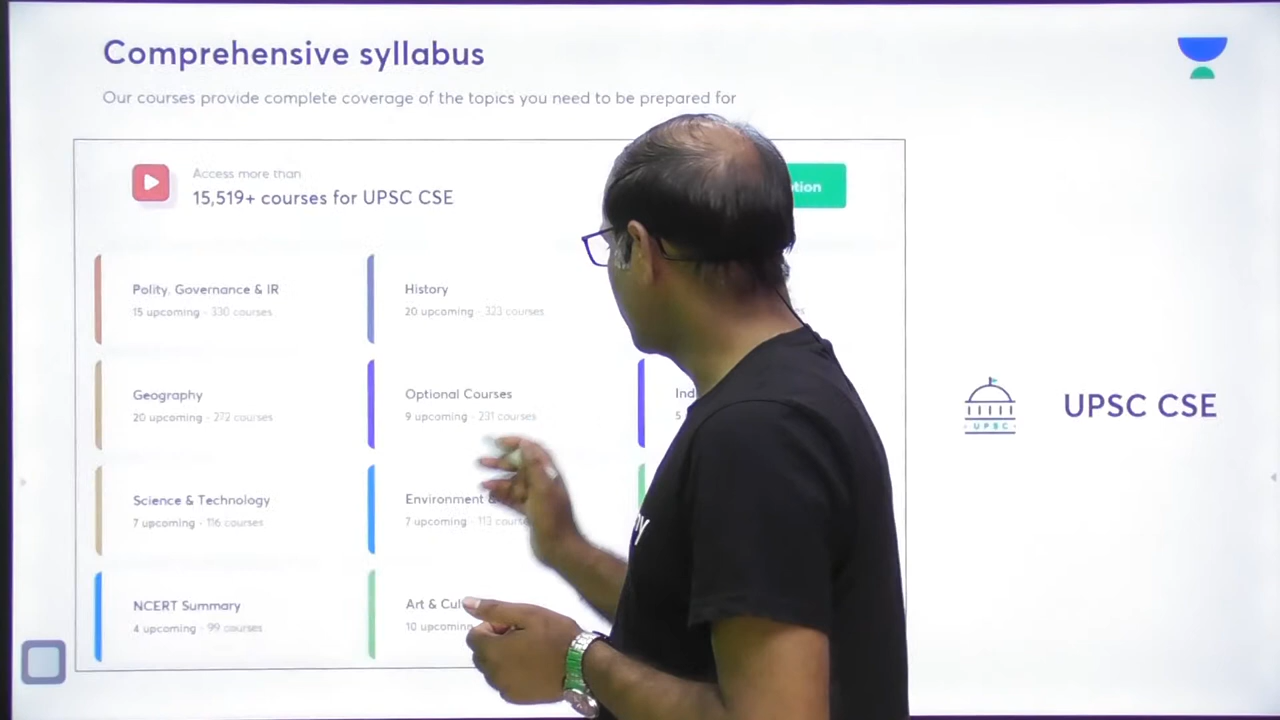 Comprehensive syllabus
Our courses provide complete coverage of the topics you need to be prepared for
Access more than
15,519+ courses for UPSC CSE
Polity, Governance & IR
15 upcoming · 330 courses
History
20 upcoming · 323 courses
Geography
20 upcoming · 272 courses
Optional Courses
9 upcoming · 231 courses
5
Science & Technology
7 upcoming · 116 courses
Environment &
7 upcoming · 113
NCERT Summary
4 upcoming · 99 courses
Art &
10
UPSC
UPSC CSE